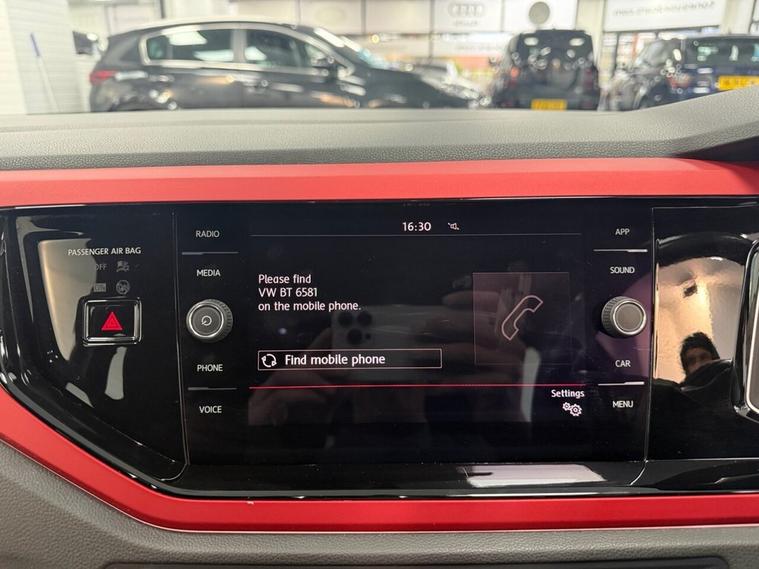 16:30
PASSENGER AIR BAG
OFF
RADIO
MEDIA
PHONE
VOICE
Please find
VW BT 6581
on the mobile phone.
Find mobile phone
Settings
APP
SOUND
CAR
MENU